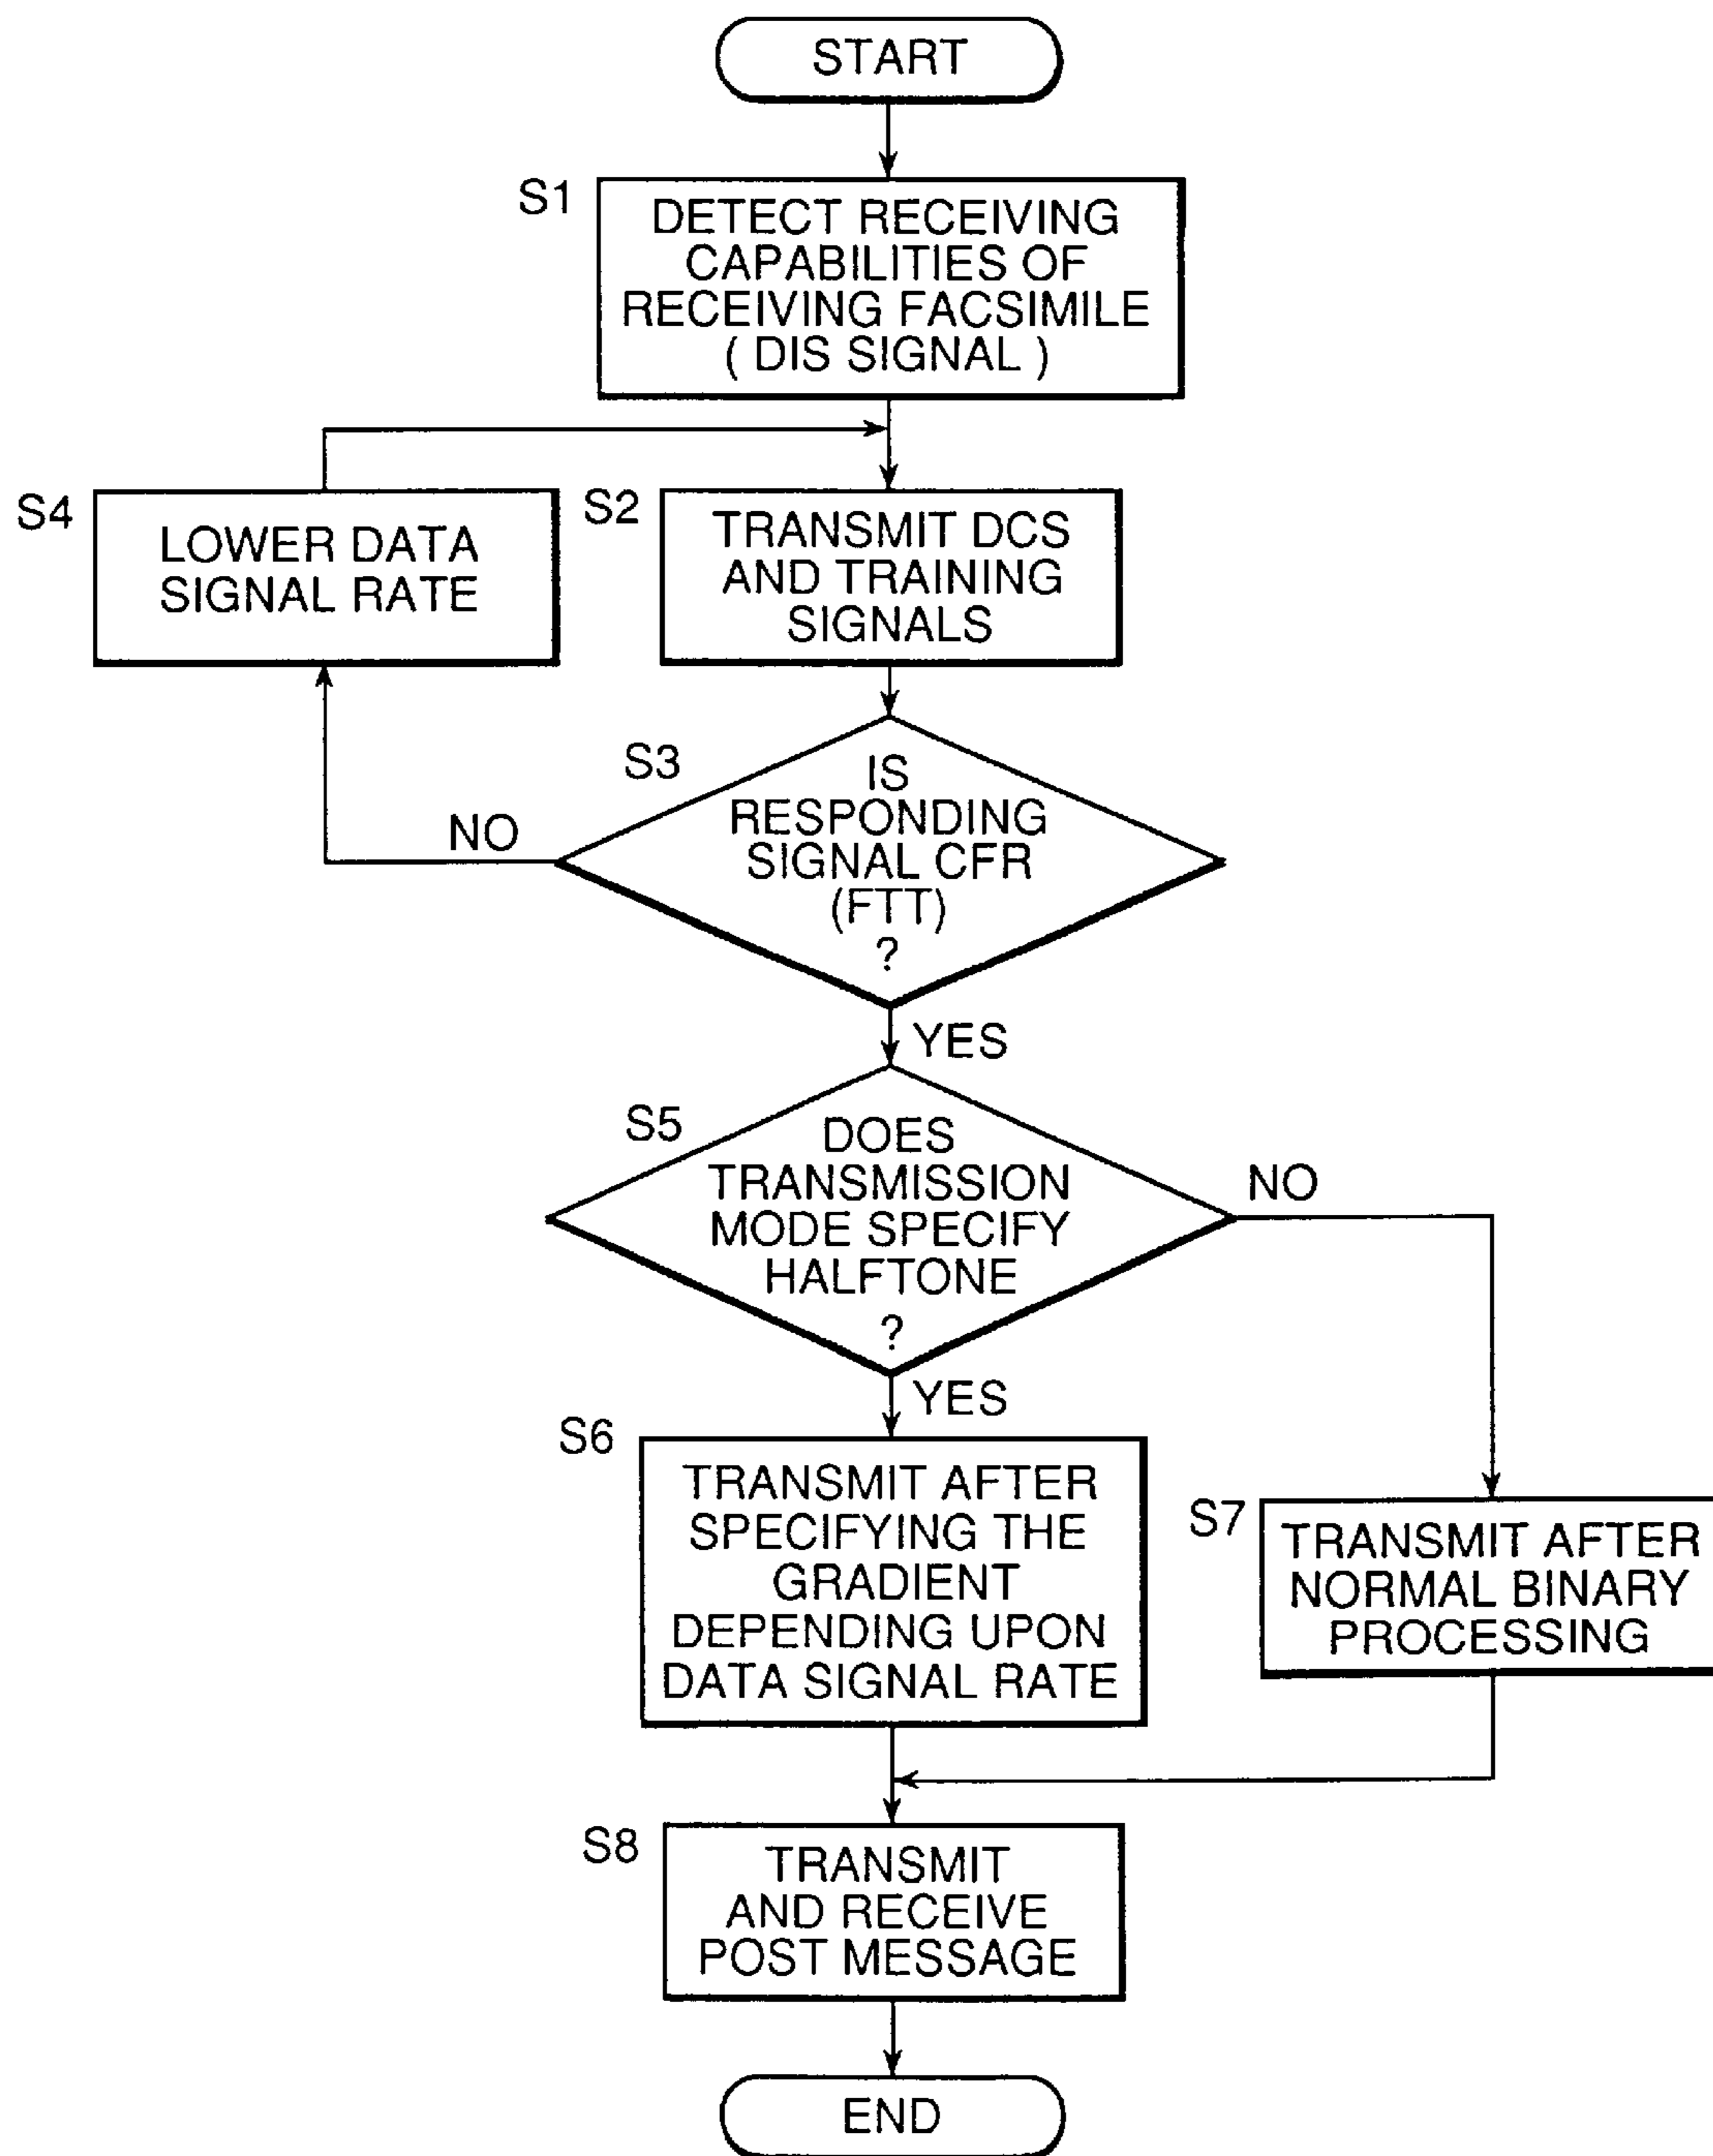 START
S1
DETECT RECEIVING
CAPABILITIES OF
RECEIVING FACSIMILE
( DIS SIGNAL )
S4
LOWER DATA
SIGNAL RATE
S2
TRANSMIT DCS
AND TRAINING
SIGNALS
S3
IS
RESPONDING
SIGNAL CFR
(FTT)
?
NO
YES
S5
DOES
TRANSMISSION
MODE SPECIFY
HALFTONE
?
NO
YES
S6
TRANSMIT AFTER
SPECIFYING THE
GRADIENT
DEPENDING UPON
DATA SIGNAL RATE
S7
TRANSMIT AFTER
NORMAL BINARY
PROCESSING
S8
TRANSMIT
AND RECEIVE
POST MESSAGE
END